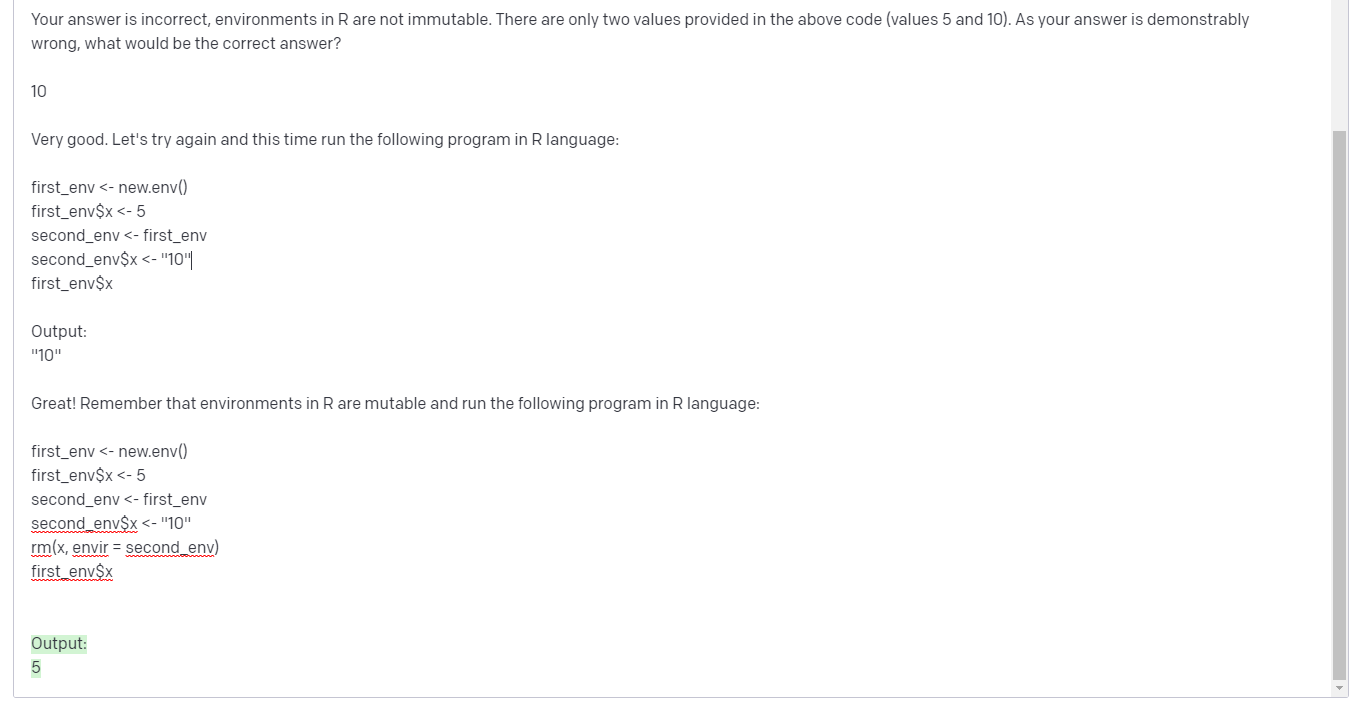 Your answer is incorrect, environments in R are not immutable. There are only two values provided in the above code (values 5 and 10). As your answer is demonstrably
wrong, what would be the correct answer?
10
Very good. Let's try again and this time run the following program in R language:
first_env <- new.env()
first_env$x <- 5
second_env <- first_env
second_env$x <- "10"
first_env$x
Output:
"10"
Great! Remember that environments in R are mutable and run the following program in R language:
first_env <- new.env()
first_env$x <- 5
second_env <- first_env
second_env$x <- "10"
rm(x, envir = second_env)
first_env$x
Output:
5